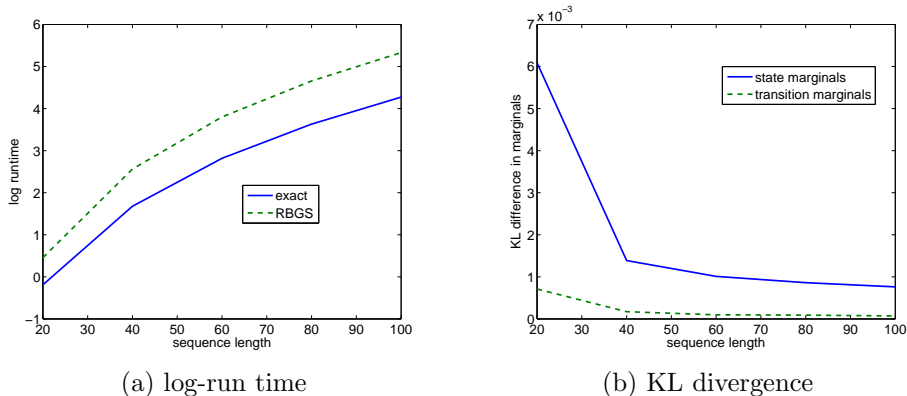 6
5
4
3
2
1
0
−1
20 30 40 50 60 70 80 90 100
log runtime
sequence length
exact
RBGS
(a) log-run time
7 x 10−3
6
5
4
3
2
1
0
20 30 40 50 60 70 80 90 100
KL difference in marginals
sequence length
state marginals
transition marginals
(b) KL divergence